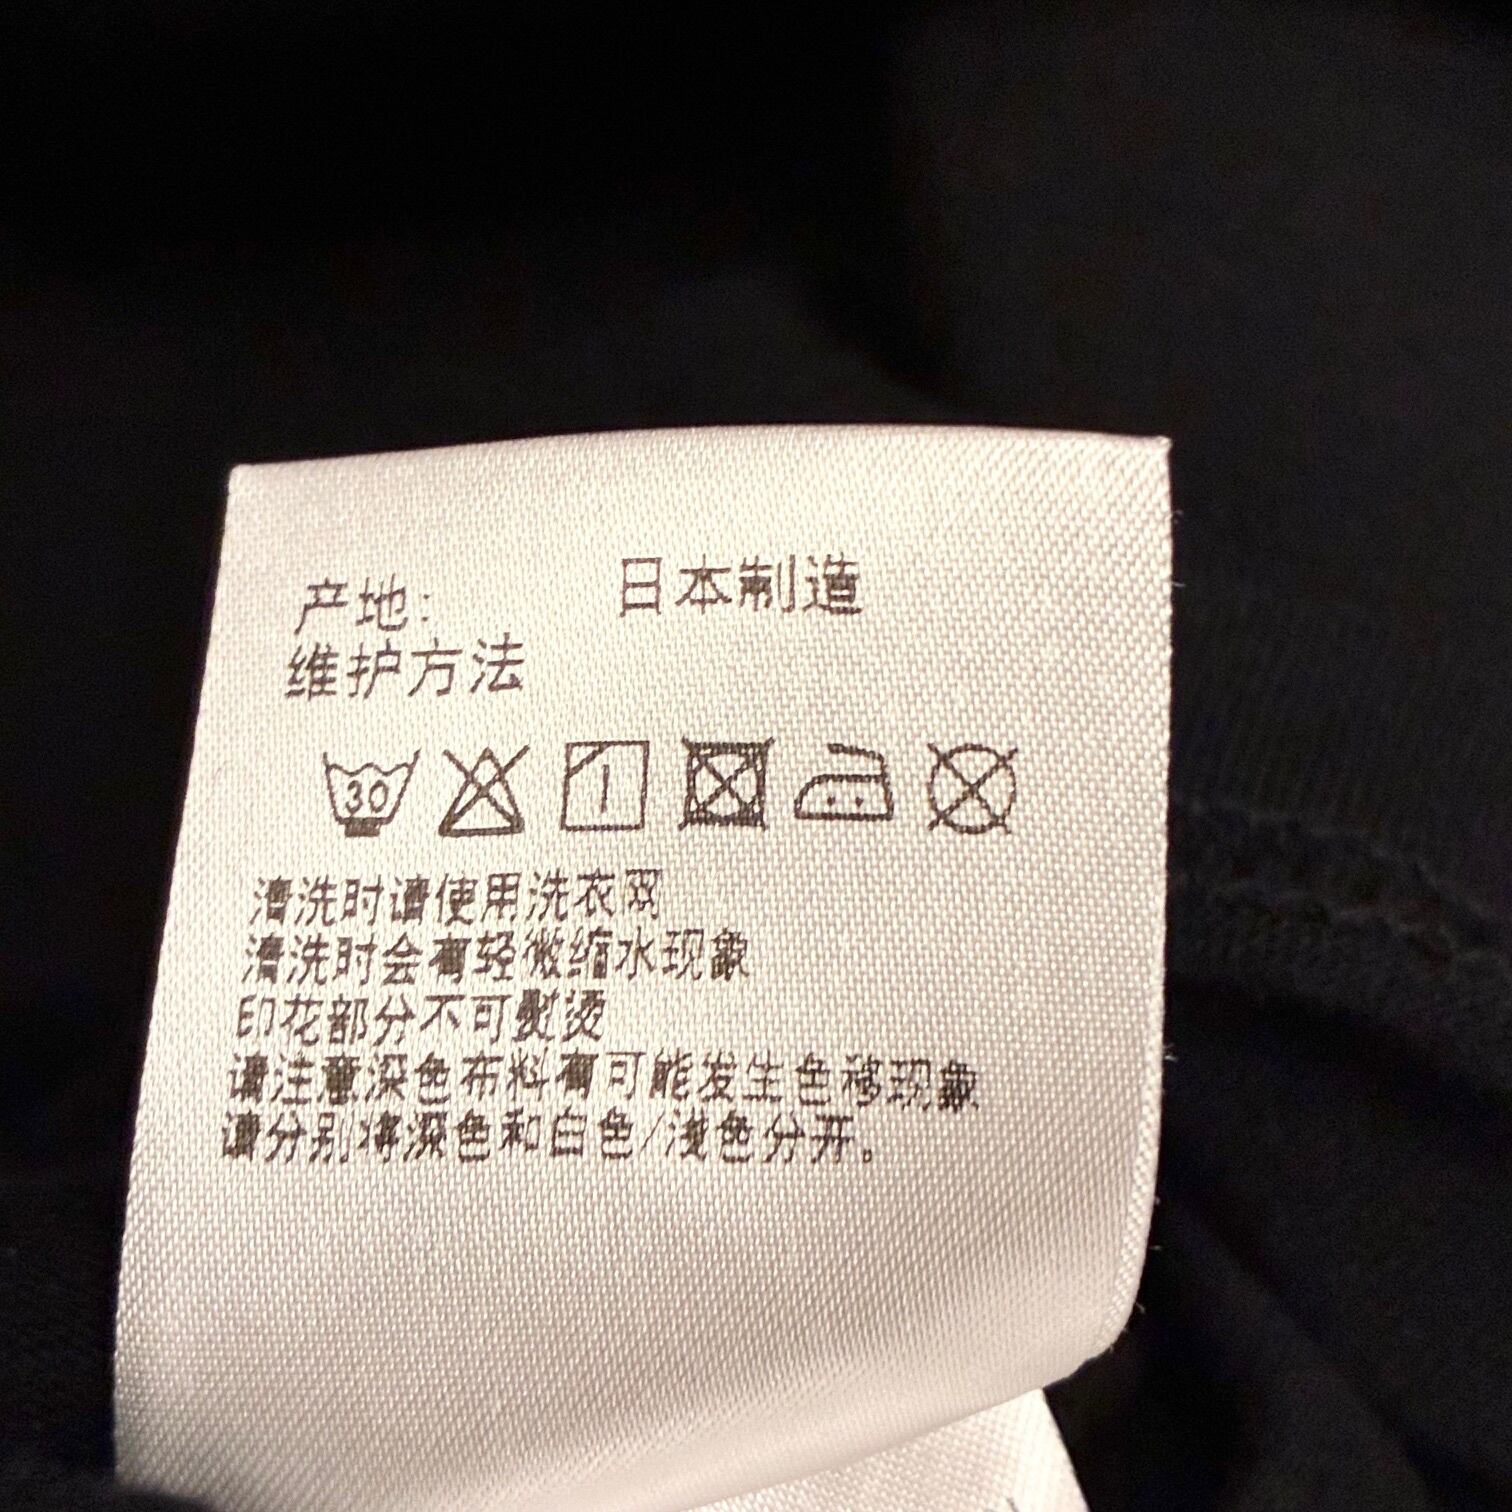 产地: 日本制造
维护方法
30
清洗时请使用洗衣网
清洗时会有轻微缩水现象
印花部分不可熨烫
请注意深色布料有可能发生色移现象
请分别将深色和白色/浅色分开。